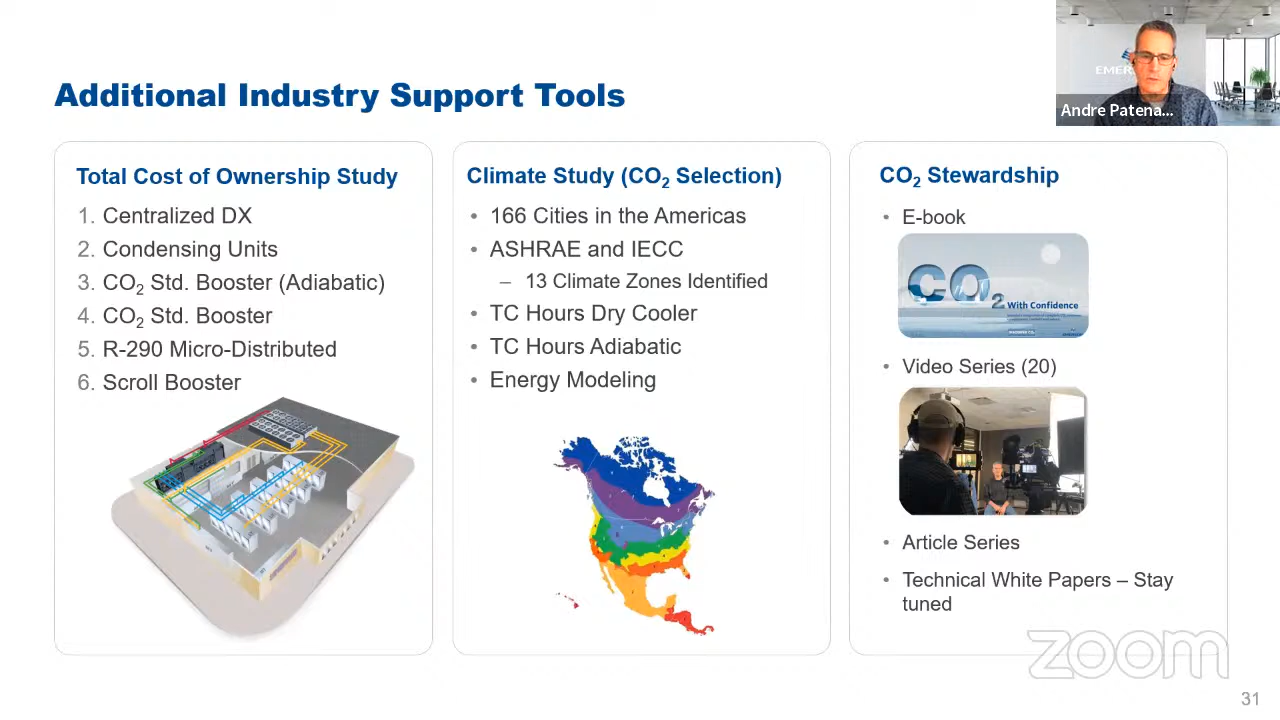 Additional Industry Support Tools
EMER
Andre Patena...
Total Cost of Ownership Study
1. Centralized DX
2. Condensing Units
3. CO₂ Std. Booster (Adiabatic)
4. CO₂ Std. Booster
5. R-290 Micro-Distributed
6. Scroll Booster
Climate Study (CO₂ Selection)
• 166 Cities in the Americas
• ASHRAE and IECC
– 13 Climate Zones Identified
• TC Hours Dry Cooler
• TC Hours Adiabatic
• Energy Modeling
CO₂ Stewardship
• E-book
CO₂ With Confidence
• Video Series (20)
• Article Series
• Technical White Papers – Stay
tuned
zoom
31